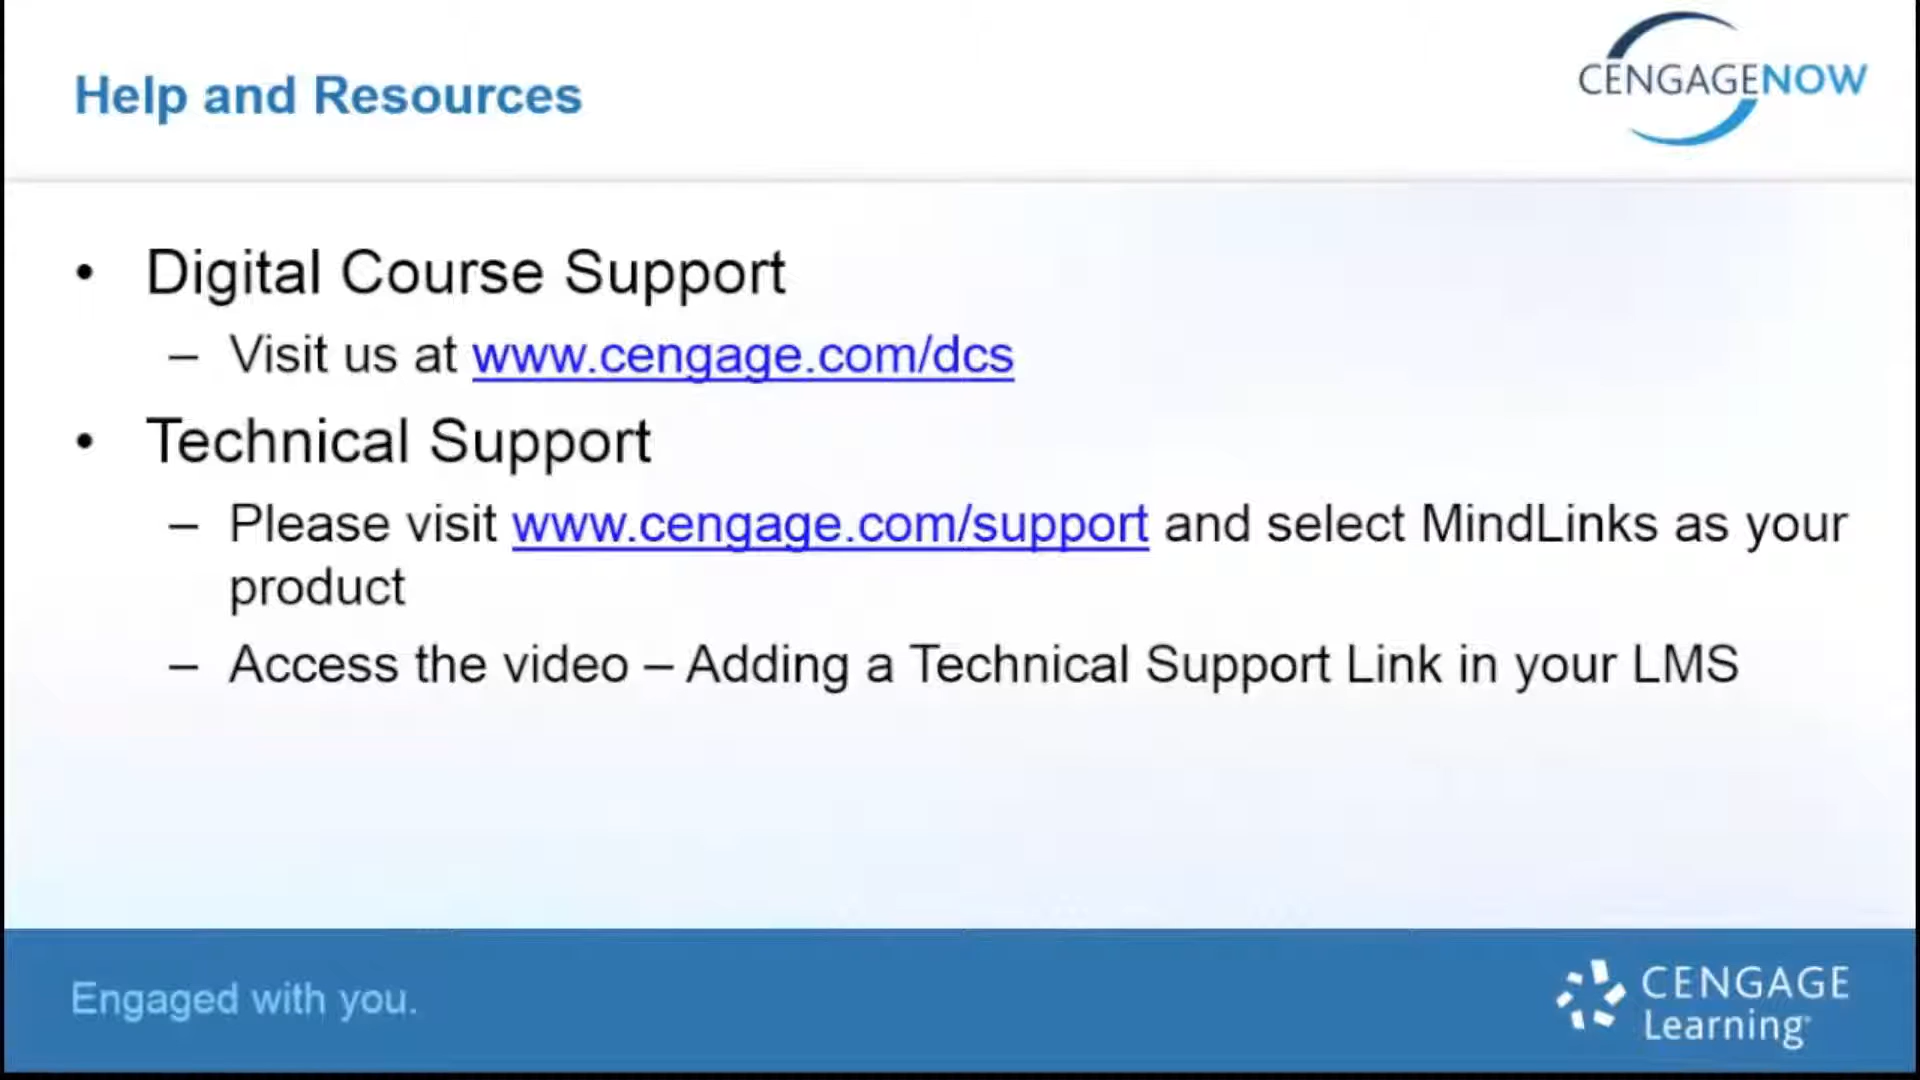 CENGAGENOW
Help and Resources
• Digital Course Support
– Visit us at www.cengage.com/dcs
• Technical Support
– Please visit www.cengage.com/support and select MindLinks as your
product
– Access the video – Adding a Technical Support Link in your LMS
Engaged with you.
CENGAGE
Learning